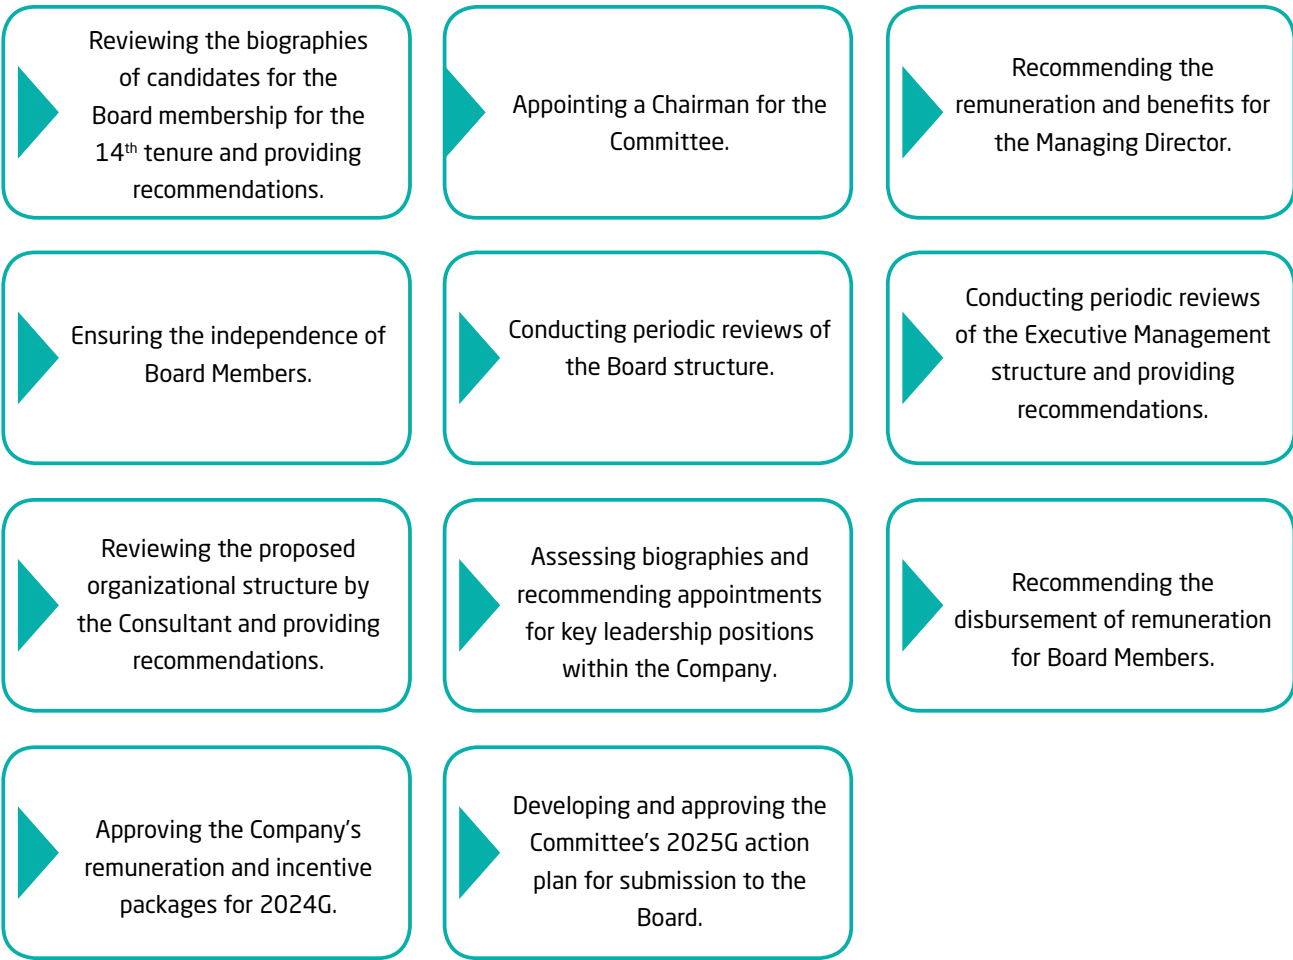 Reviewing the biographies
of candidates for the
Board membership for the
14th tenure and providing
recommendations.
Appointing a Chairman for the
Committee.
Recommending the
remuneration and benefits for
the Managing Director.
Ensuring the independence of
Board Members.
Conducting periodic reviews of
the Board structure.
Conducting periodic reviews
of the Executive Management
structure and providing
recommendations.
Reviewing the proposed
organizational structure by
the Consultant and providing
recommendations.
Assessing biographies and
recommending appointments
for key leadership positions
within the Company.
Recommending the
disbursement of remuneration
for Board Members.
Approving the Company's
remuneration and incentive
packages for 2024G.
Developing and approving the
Committee's 2025G action
plan for submission to the
Board.